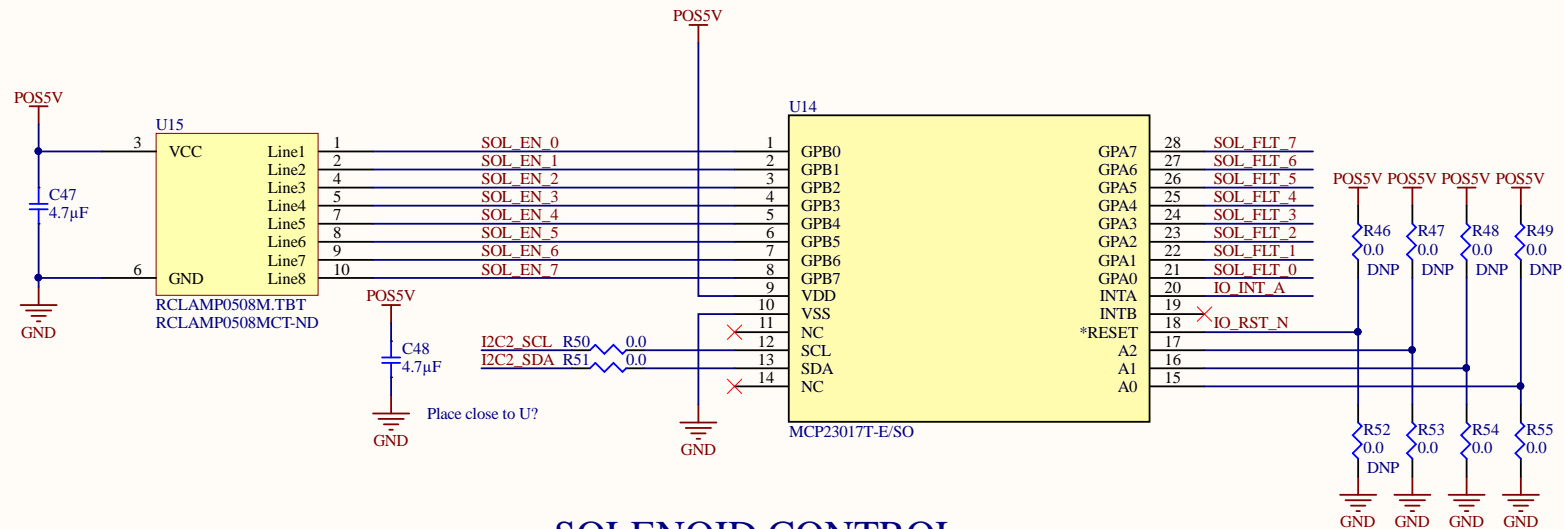 POS5V
POS5V
U15
3 VCC
6 GND
Line1 1
Line2 2
Line3 4
Line4 5
Line5 7
Line6 8
Line7 9
Line8 10
RCLAMP0508M.TBT
RCLAMP0508MCT-ND
C47
4.7µF
GND
SOL_EN_0
SOL_EN_1
SOL_EN_2
SOL_EN_3
SOL_EN_4
SOL_EN_5
SOL_EN_6
SOL_EN_7
POS5V
C48
4.7µF
GND
Place close to U?
I2C2_SCL R50 0.0
I2C2_SDA R51 0.0
GND
U14
1 GPB0
2 GPB1
3 GPB2
4 GPB3
5 GPB4
6 GPB5
7 GPB6
8 GPB7
9 VDD
10 VSS
11 NC
12 SCL
13 SDA
14 NC
GPA7 28 SOL_FLT_7
GPA6 27 SOL_FLT_6
GPA5 26 SOL_FLT_5
GPA4 25 SOL_FLT_4
GPA3 24 SOL_FLT_3
GPA2 23 SOL_FLT_2
GPA1 22 SOL_FLT_1
GPA0 21 SOL_FLT_0
INTA 20 IO_INT_A
INTB 19
*RESET 18 IO_RST_N
A2 17
A1 16
A0 15
MCP23017T-E/SO
POS5V POS5V POS5V POS5V
R46 R47 R48 R49
0.0 0.0 0.0 0.0
DNP DNP DNP DNP
R52 R53 R54 R55
0.0 0.0 0.0 0.0
DNP
GND GND GND GND
SOLENOID CONTROL